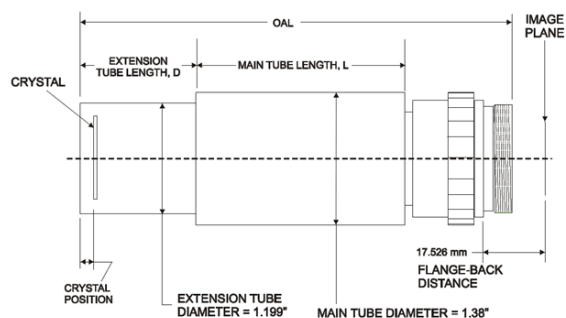 OAL
IMAGE
PLANE
EXTENSION
TUBE LENGTH, D
MAIN TUBE LENGTH, L
CRYSTAL
17.526 mm
FLANGE-BACK
DISTANCE
CRYSTAL
POSITION
EXTENSION TUBE
DIAMETER = 1.199"
MAIN TUBE DIAMETER = 1.38"